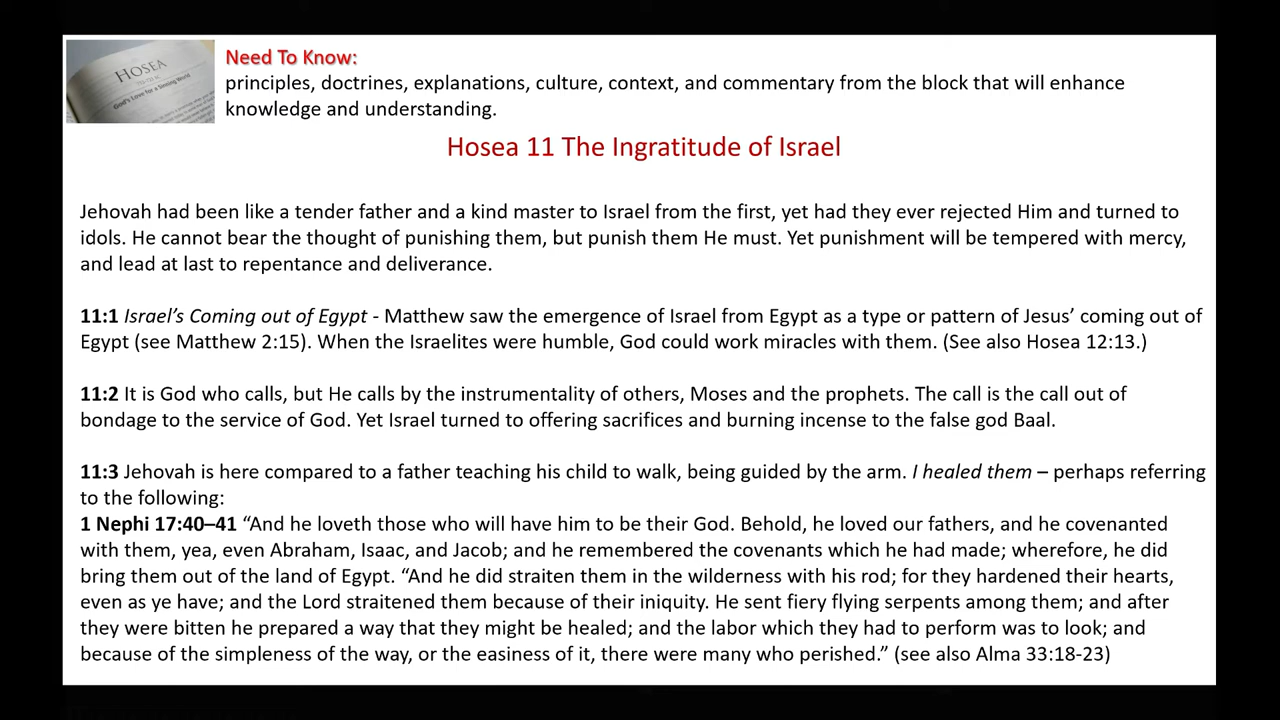 HOSEA
God's Love for a Sinning World
Need To Know:
principles, doctrines, explanations, culture, context, and commentary from the block that will enhance
knowledge and understanding.
Hosea 11 The Ingratitude of Israel
Jehovah had been like a tender father and a kind master to Israel from the first, yet had they ever rejected Him and turned to
idols. He cannot bear the thought of punishing them, but punish them He must. Yet punishment will be tempered with mercy,
and lead at last to repentance and deliverance.
11:1 Israel’s Coming out of Egypt - Matthew saw the emergence of Israel from Egypt as a type or pattern of Jesus’ coming out of
Egypt (see Matthew 2:15). When the Israelites were humble, God could work miracles with them. (See also Hosea 12:13.)
11:2 It is God who calls, but He calls by the instrumentality of others, Moses and the prophets. The call is the call out of
bondage to the service of God. Yet Israel turned to offering sacrifices and burning incense to the false god Baal.
11:3 Jehovah is here compared to a father teaching his child to walk, being guided by the arm. I healed them – perhaps referring
to the following:
1 Nephi 17:40–41 “And he loveth those who will have him to be their God. Behold, he loved our fathers, and he covenanted
with them, yea, even Abraham, Isaac, and Jacob; and he remembered the covenants which he had made; wherefore, he did
bring them out of the land of Egypt. “And he did straiten them in the wilderness with his rod; for they hardened their hearts,
even as ye have; and the Lord straitened them because of their iniquity. He sent fiery flying serpents among them; and after
they were bitten he prepared a way that they might be healed; and the labor which they had to perform was to look; and
because of the simpleness of the way, or the easiness of it, there were many who perished.” (see also Alma 33:18-23)